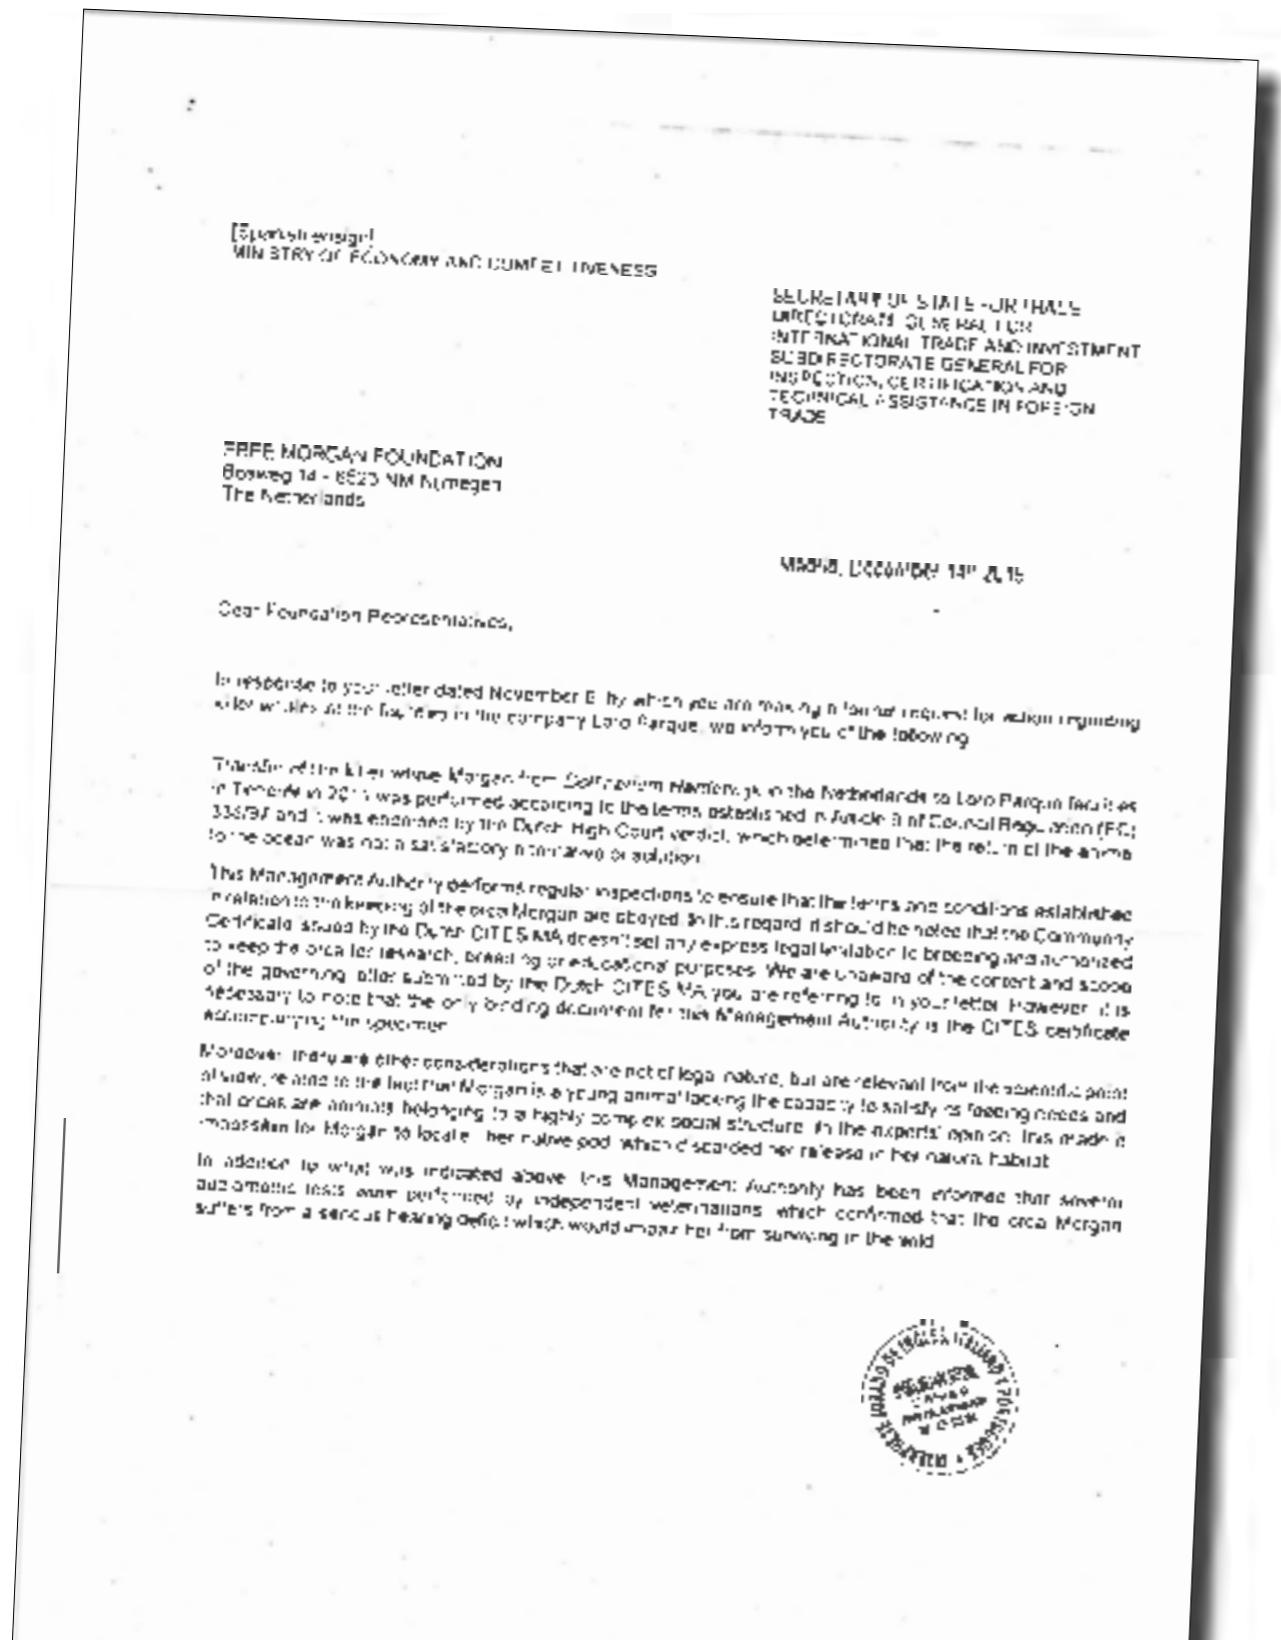 [Spanish ensign]
MINISTRY OF ECONOMY AND COMPETITIVENESS
SECRETARY OF STATE FOR TRADE
DIRECTORATE GENERAL FOR
INTERNATIONAL TRADE AND INVESTMENT
SUBDIRECTORATE GENERAL FOR
INSPECTION, CERTIFICATION AND
TECHNICAL ASSISTANCE IN FOREIGN
TRADE
FREE MORGAN FOUNDATION
Bosweg 14 - 6523 NM Nijmegen
The Netherlands
Madrid, December 14th 2015
Dear Foundation Representatives,
In response to your letter dated November 6, by which you are making a formal request for action regarding
killer whales at the facilities in the company Loro Parque, we inform you of the following
Transfer of the killer whale Morgan from Dolfinarium Harderwijk in the Netherlands to Loro Parque facilities
in Tenerife in 2011 was performed according to the terms established in Article 9 of Council Regulation (EC)
338/97 and it was endorsed by the Dutch High Court verdict, which determined that the return of the animal
to the ocean was not a satisfactory alternative or solution.
This Management Authority performs regular inspections to ensure that the terms and conditions established
in relation to the keeping of the orca Morgan are obeyed. In this regard it should be noted that the Community
Certificate issued by the Dutch CITES MA doesn't set any express legal limitation to breeding and authorized
to keep the orca for research, breeding or educational purposes. We are unaware of the content and scope
of the governing letter submitted by the Dutch CITES MA you are referring to in your letter. However, it is
necessary to note that the only binding document for this Management Authority is the CITES certificate
accompanying the specimen.
Moreover, there are other considerations that are not of legal nature, but are relevant from the scientific point
of view, related to the fact that Morgan is a young animal lacking the capacity to satisfy its feeding needs and
that orcas are animals belonging to a highly complex social structure. In the experts' opinion, this made it
impossible for Morgan to locate her native pod, which discarded her release in her natural habitat.
In addition to what was indicated above, this Management Authority has been informed that several
audiometric tests were performed by independent veterinarians, which confirmed that the orca Morgan
suffers from a serious hearing deficit which would impair her from surviving in the wild.
INTÉRPRETE JURADO DE INGLÉS, ITALIANO Y PORTUGUÉS